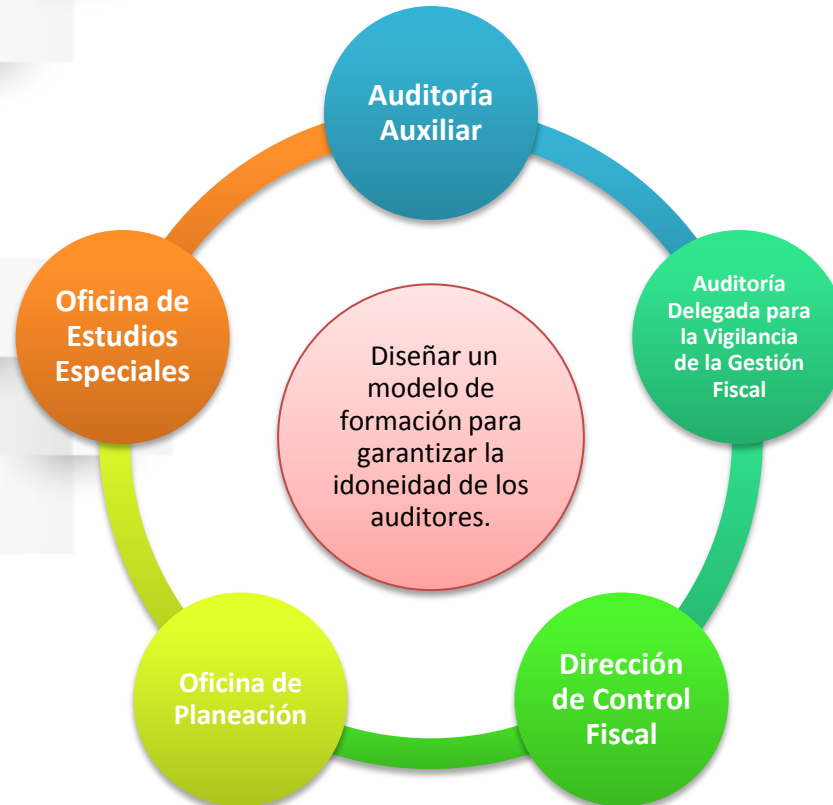 Auditoría
Auxiliar
Auditoría
Delegada para
la Vigilancia
de la Gestión
Fiscal
Oficina de
Estudios
Especiales
Diseñar un
modelo de
formación para
garantizar la
idoneidad de los
auditores.
Oficina de
Planeación
Dirección
de Control
Fiscal